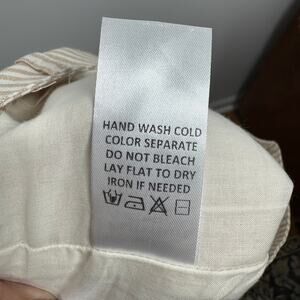 HAND WASH COLD
COLOR SEPARATE
DO NOT BLEACH
LAY FLAT TO DRY
IRON IF NEEDED